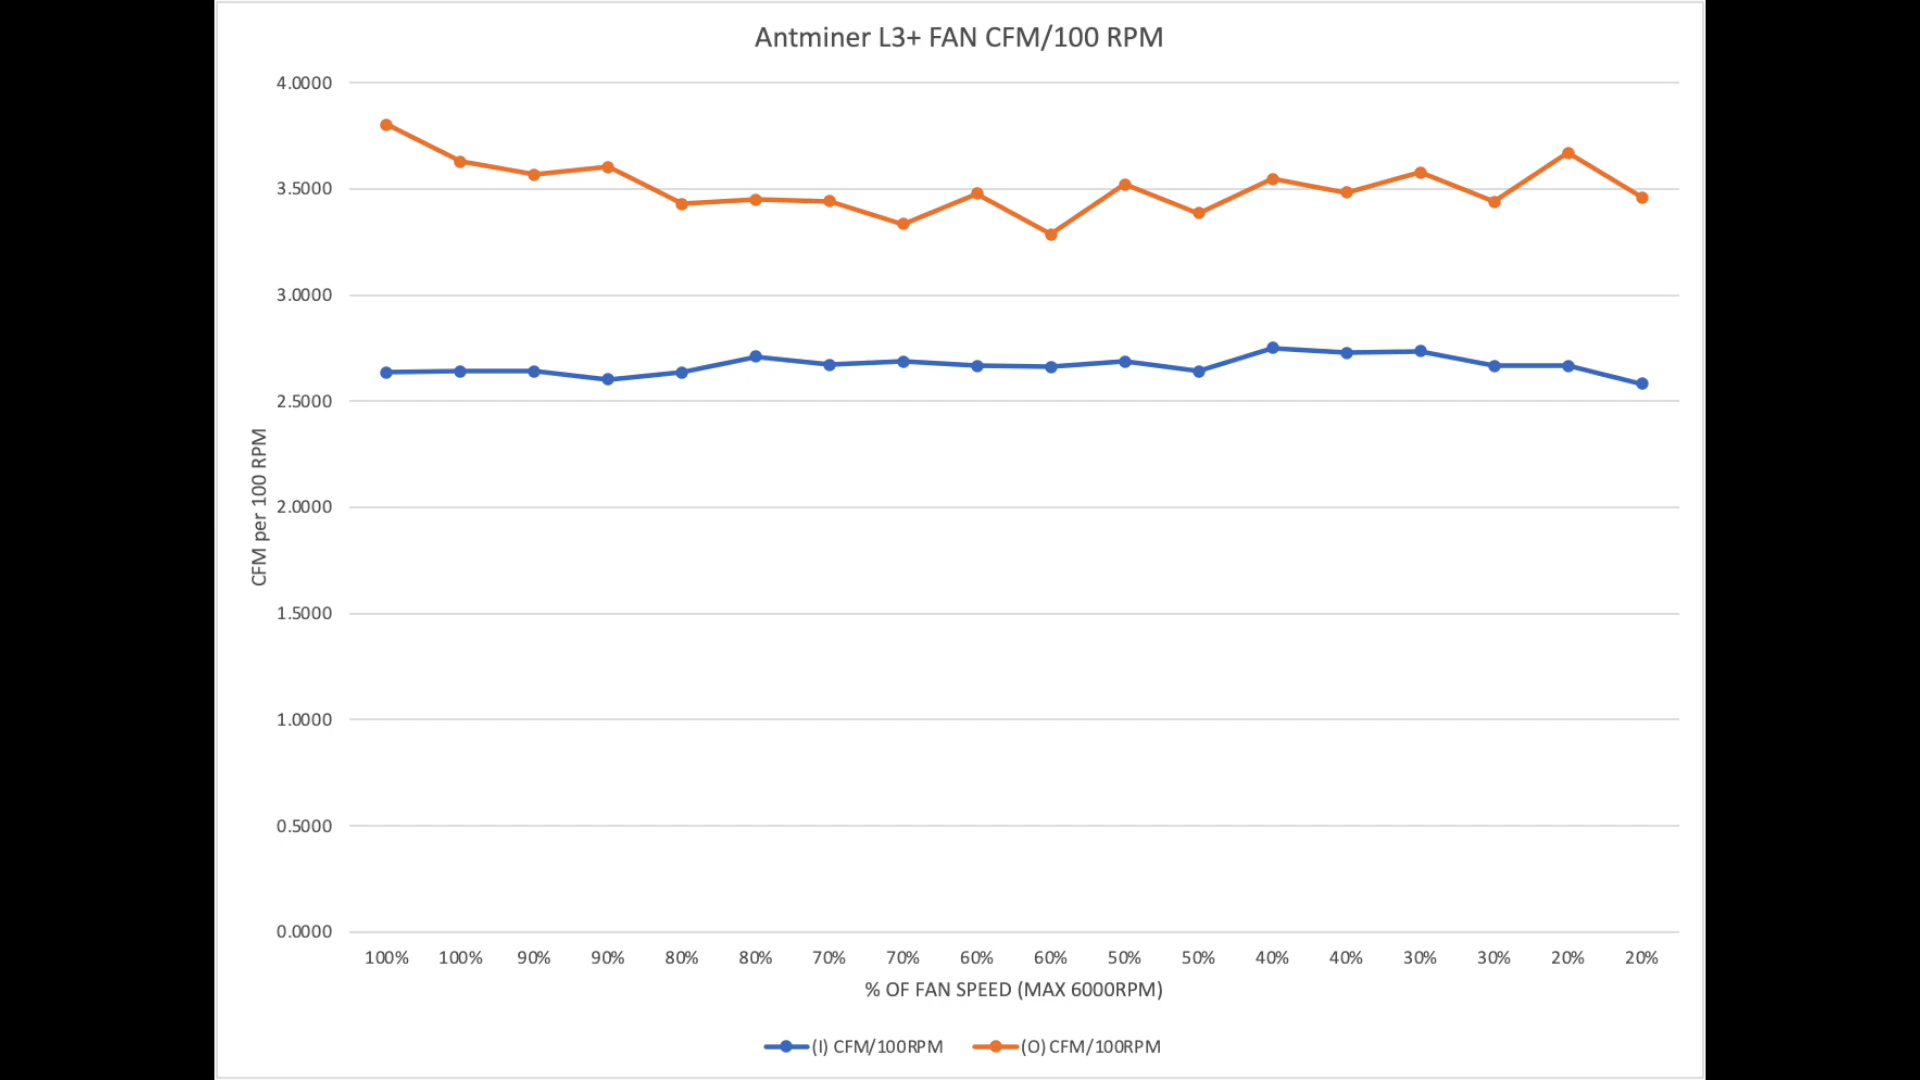 Antminer L3+ FAN CFM/100 RPM
4.0000
3.5000
3.0000
2.5000
2.0000
1.5000
1.0000
0.5000
0.0000
CFM per 100 RPM
100% 100% 90% 90% 80% 80% 70% 70% 60% 60% 50% 50% 40% 40% 30% 30% 20% 20%
% OF FAN SPEED (MAX 6000RPM)
(I) CFM/100RPM (O) CFM/100RPM